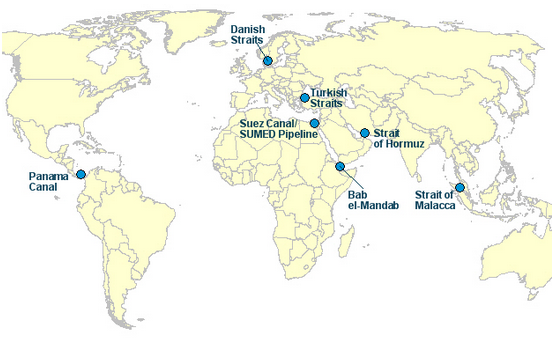 Danish
Straits
Turkish
Straits
Suez Canal/
SUMED Pipeline
Strait
of Hormuz
Panama
Canal
Bab
el-Mandab
Strait of
Malacca